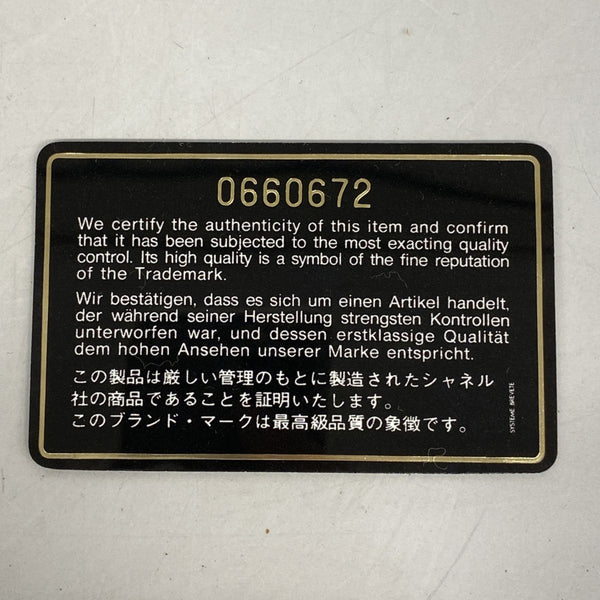 0660672
We certify the authenticity of this item and confirm
that it has been subjected to the most exacting quality
control. Its high quality is a symbol of the fine reputation
of the Trademark.
Wir bestätigen, dass es sich um einen Artikel handelt,
der während seiner Herstellung strengsten Kontrollen
unterworfen war, und dessen erstklassige Qualität
dem hohen Ansehen unserer Marke entspricht.
この製品は厳しい管理のもとに製造されたシャネル
社の商品であることを証明いたします。
このブランド・マークは最高級品質の象徴です。
SYSTEME BREVETE